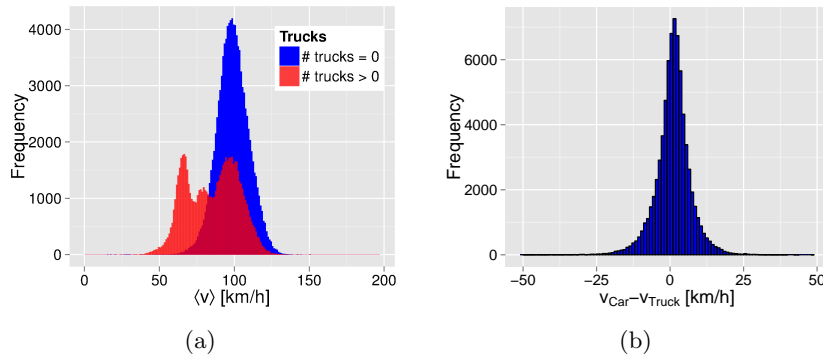 Trucks
# trucks = 0
# trucks > 0
Frequency
4000
3000
2000
1000
0
0 50 100 150 200
⟨v⟩ [km/h]
(a)
Frequency
6000
4000
2000
0
−50 −25 0 25 50
vCar−vTruck [km/h]
(b)